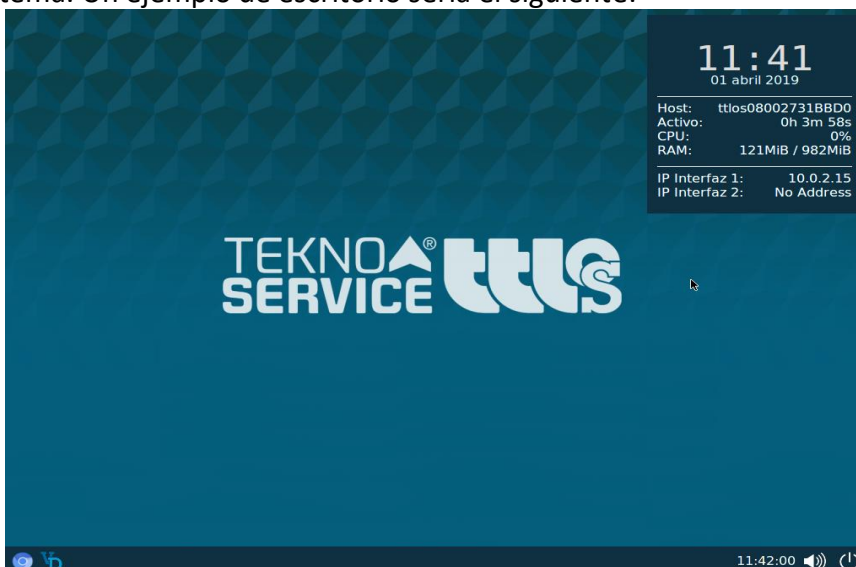 tema. Un ejemplo de escritorio sería el siguiente:
11:41
01 abril 2019
Host: ttlos08002731BBD0
Activo: 0h 3m 58s
CPU: 0%
RAM: 121MiB / 982MiB
IP Interfaz 1: 10.0.2.15
IP Interfaz 2: No Address
TEKNO® 
SERVICE
ttlOS
11:42:00